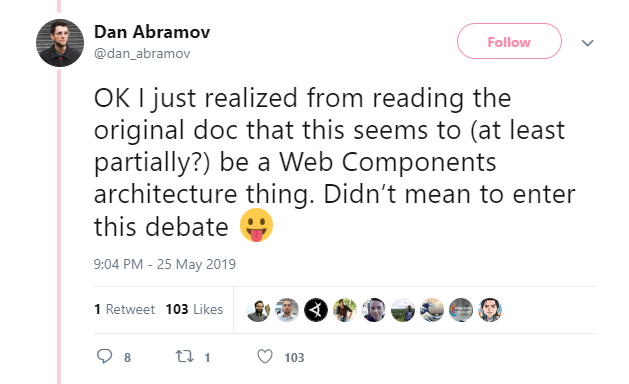 Dan Abramov
@dan_abramov
Follow
OK I just realized from reading the
original doc that this seems to (at least
partially?) be a Web Components
architecture thing. Didn’t mean to enter
this debate 😛
9:04 PM - 25 May 2019
1 Retweet 103 Likes
8 1 103